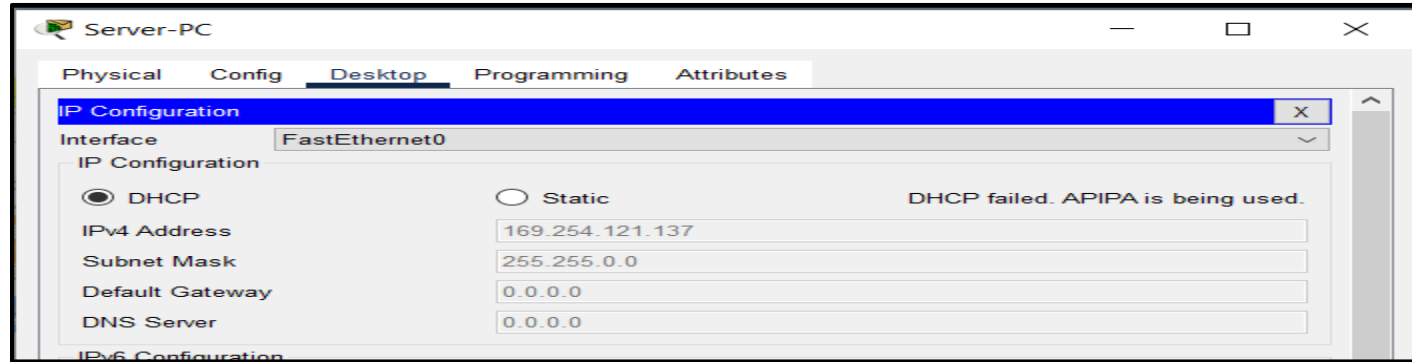 Server-PC
Physical Config Desktop Programming Attributes
IP Configuration X
Interface FastEthernet0
IP Configuration
DHCP Static DHCP failed. APIPA is being used.
IPv4 Address 169.254.121.137
Subnet Mask 255.255.0.0
Default Gateway 0.0.0.0
DNS Server 0.0.0.0
IPv6 Configuration